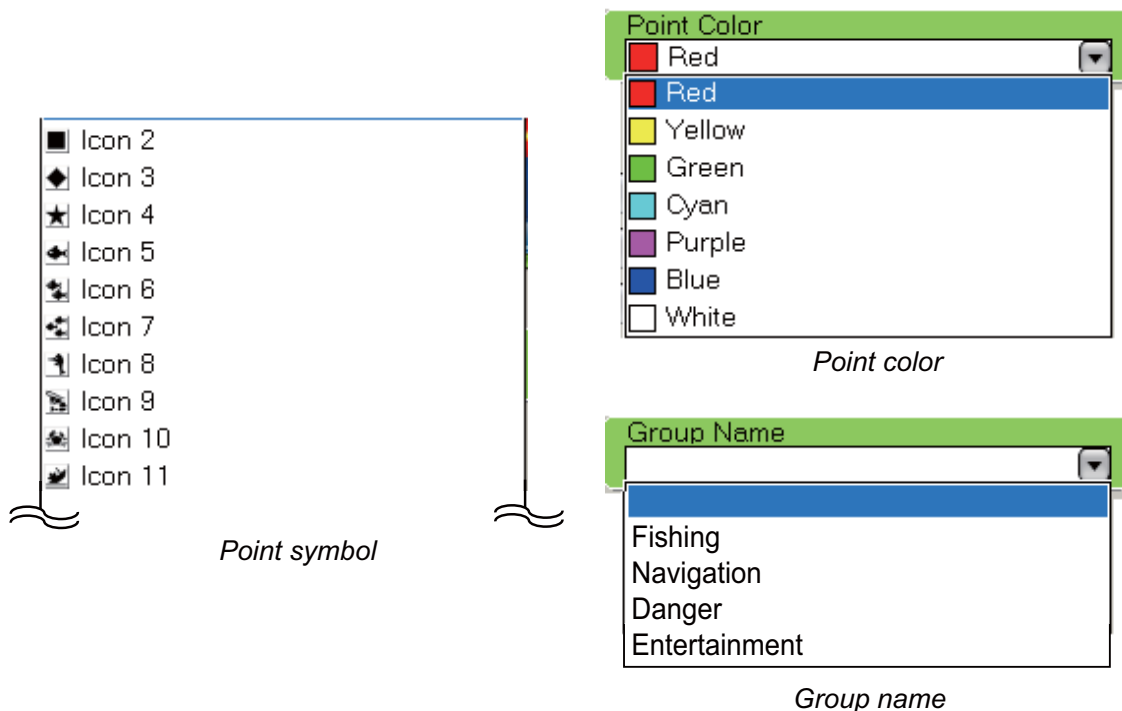 Icon 2
Icon 3
Icon 4
Icon 5
Icon 6
Icon 7
Icon 8
Icon 9
Icon 10
Icon 11
Point symbol
Point Color
Red
Red
Yellow
Green
Cyan
Purple
Blue
White
Point color
Group Name
Fishing
Navigation
Danger
Entertainment
Group name